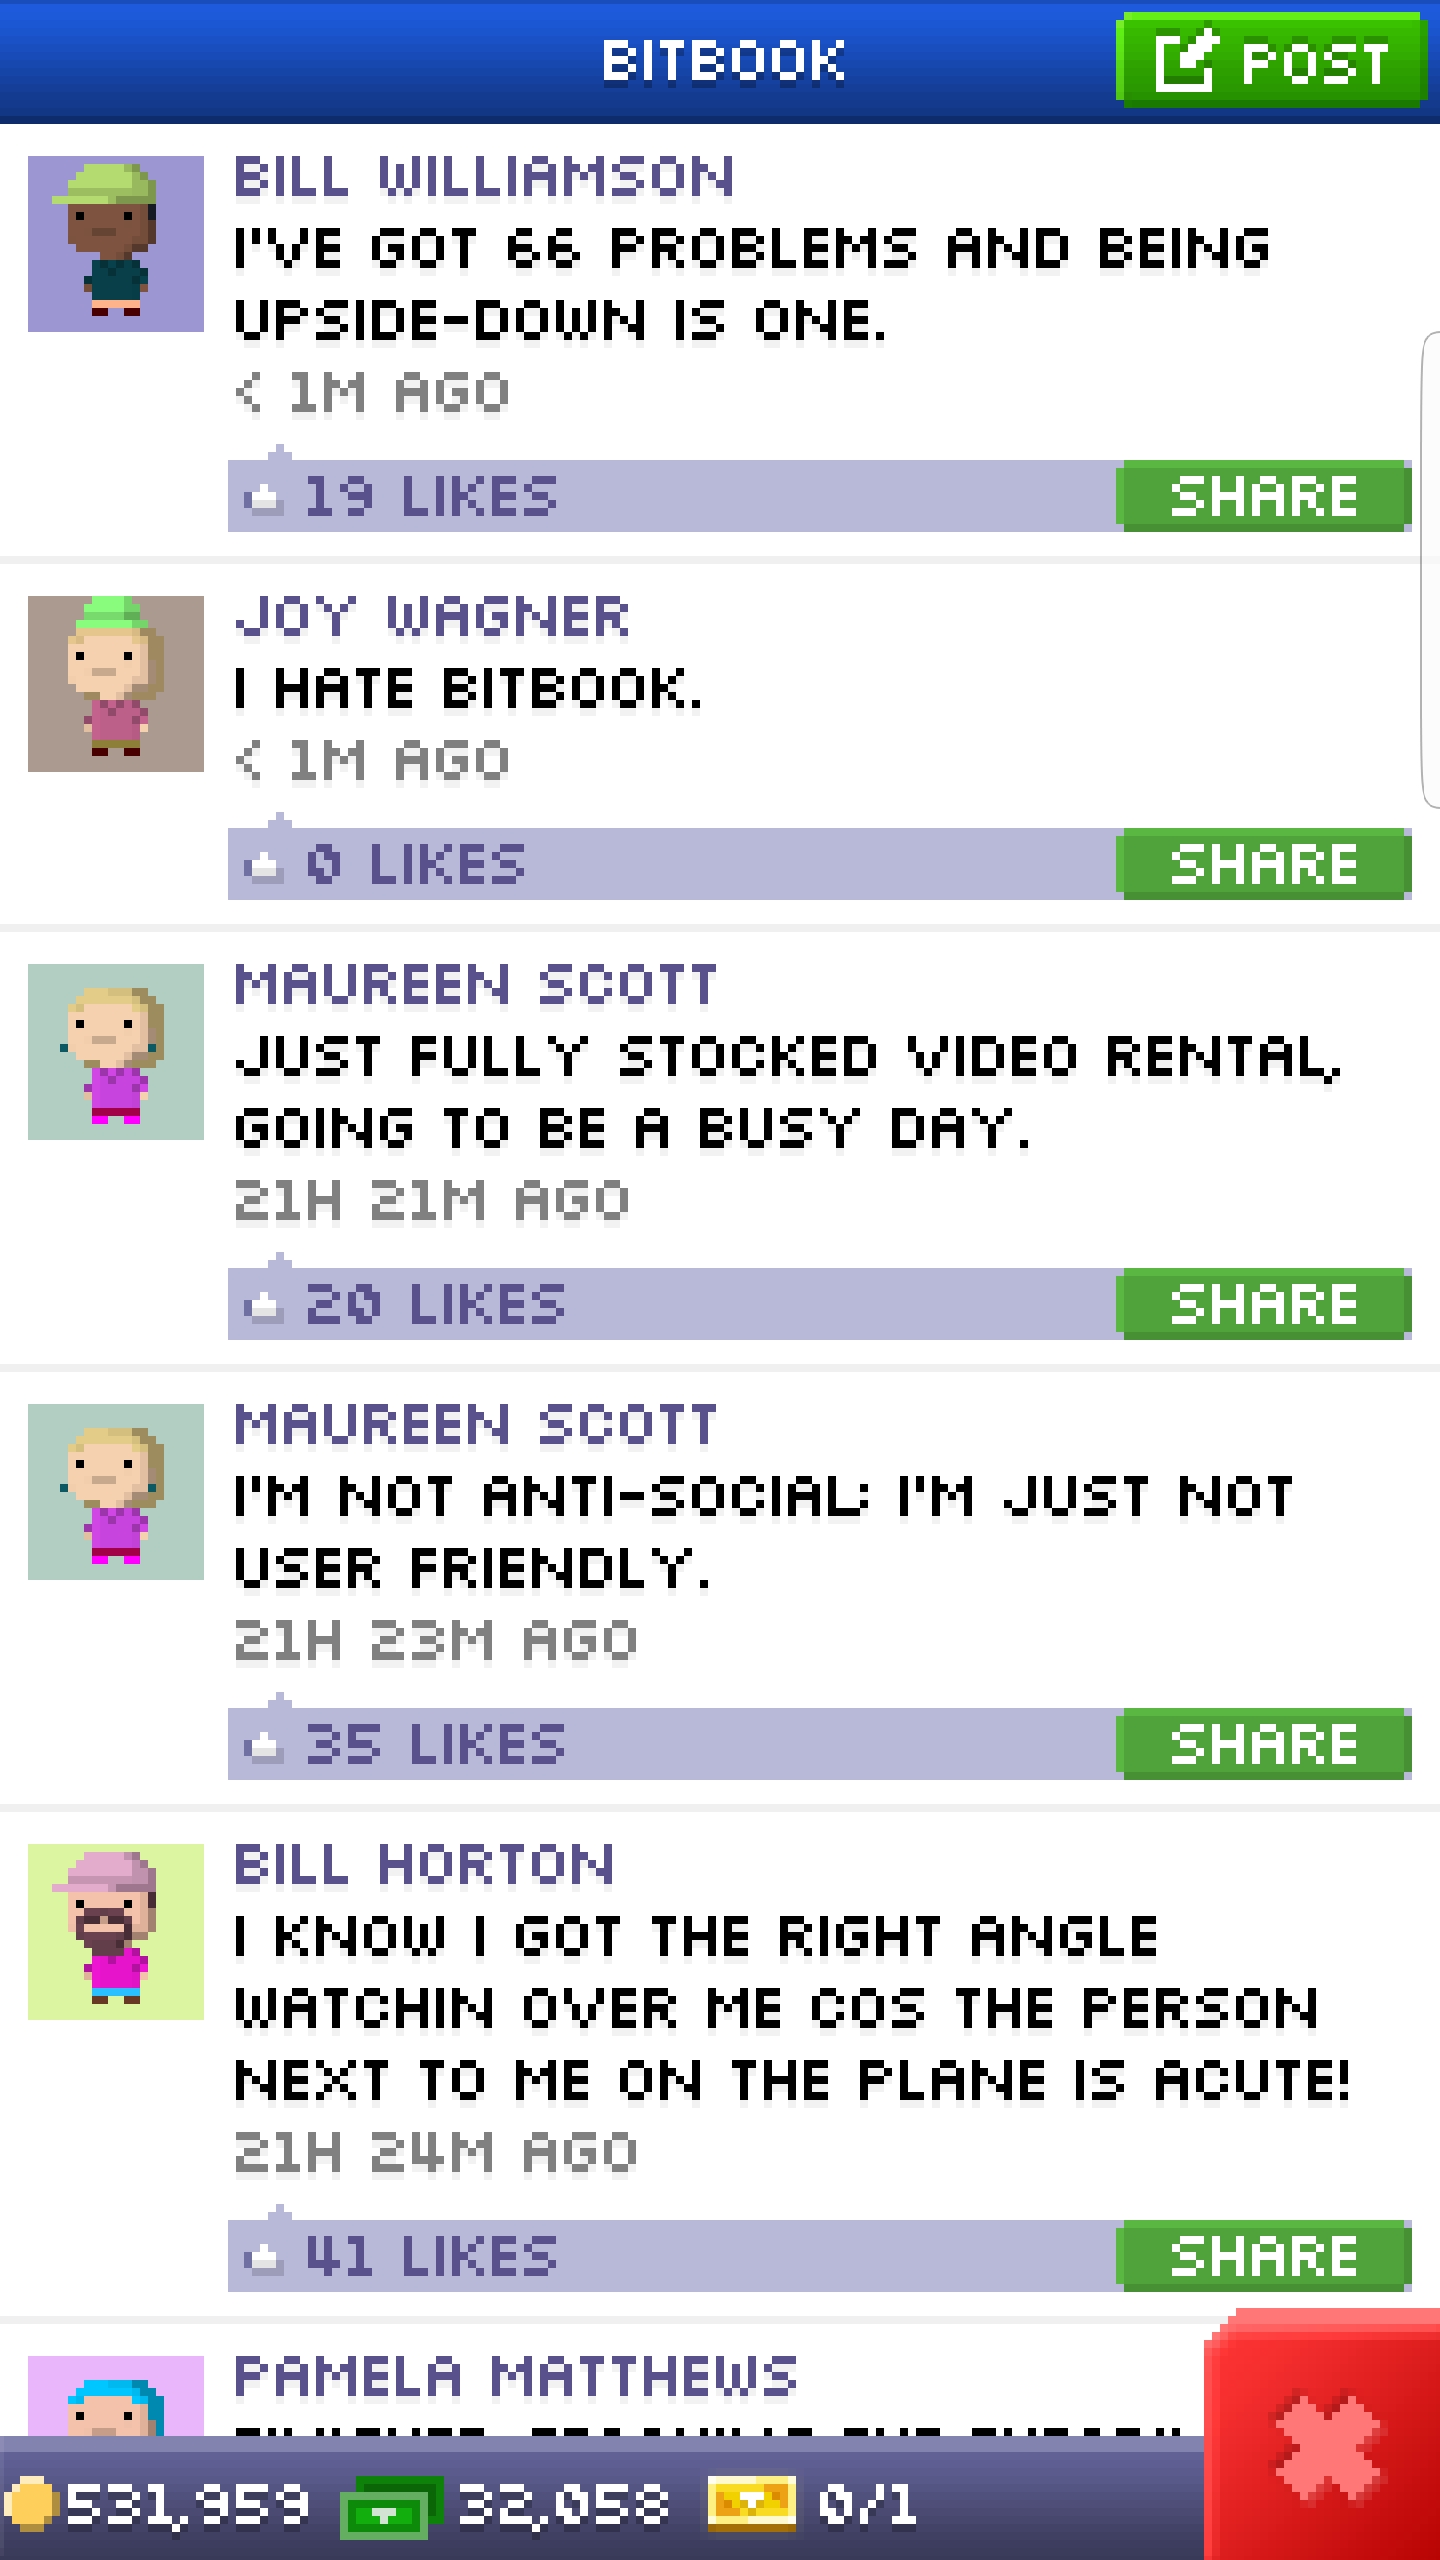 BITBOOK
POST
BILL WILLIAMSON
I'VE GOT 66 PROBLEMS AND BEING
UPSIDE-DOWN IS ONE.
< 1M AGO
19 LIKES
SHARE
JOY WAGNER
I HATE BITBOOK.
< 1M AGO
0 LIKES
SHARE
MAUREEN SCOTT
JUST FULLY STOCKED VIDEO RENTAL,
GOING TO BE A BUSY DAY.
21H 21M AGO
20 LIKES
SHARE
MAUREEN SCOTT
I'M NOT ANTI-SOCIAL; I'M JUST NOT
USER FRIENDLY.
21H 23M AGO
35 LIKES
SHARE
BILL HORTON
I KNOW I GOT THE RIGHT ANGLE
WATCHIN OVER ME COS THE PERSON
NEXT TO ME ON THE PLANE IS ACUTE!
21H 24M AGO
41 LIKES
SHARE
PAMELA MATTHEWS
531,959
32,058
0/1